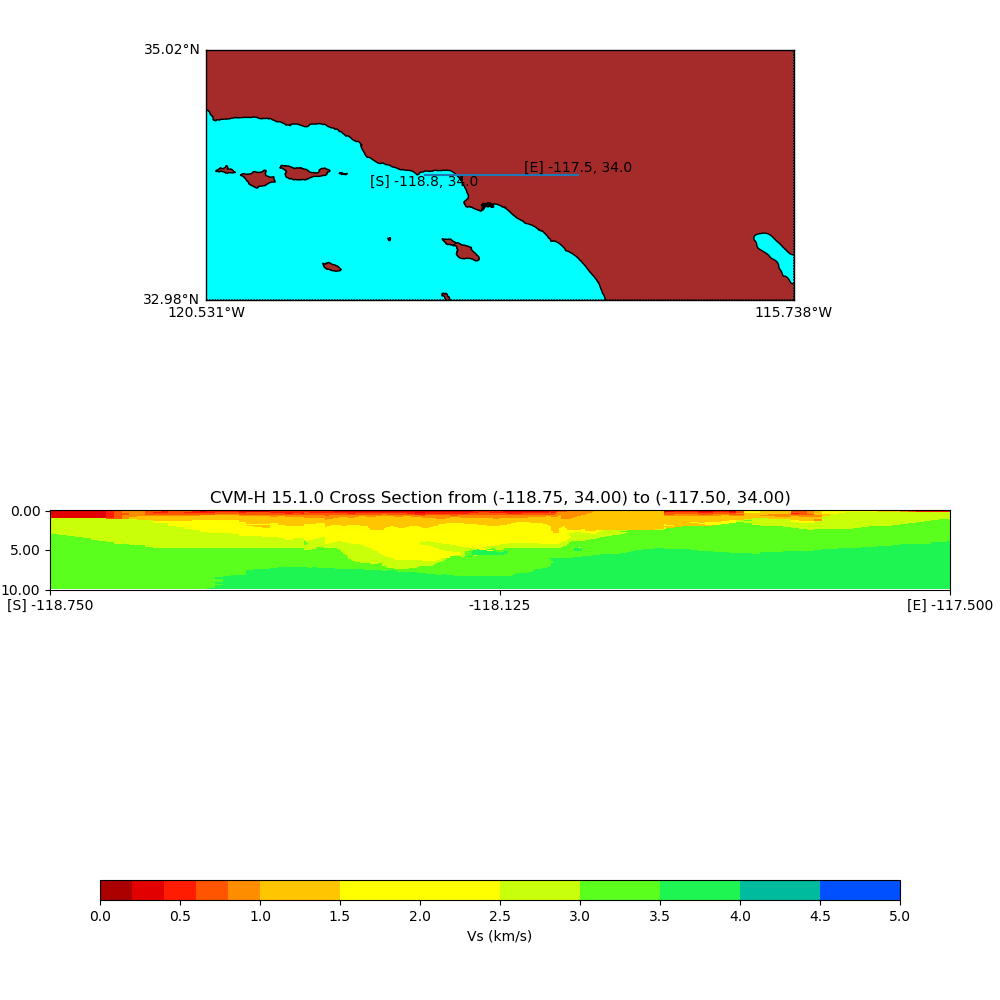 35.02°N
[E] -117.5, 34.0
[S] -118.8, 34.0
32.98°N
120.531°W 115.738°W
CVM-H 15.1.0 Cross Section from (-118.75, 34.00) to (-117.50, 34.00)
0.00
5.00
10.00
[S] -118.750 -118.125 [E] -117.500
0.0 0.5 1.0 1.5 2.0 2.5 3.0 3.5 4.0 4.5 5.0
Vs (km/s)